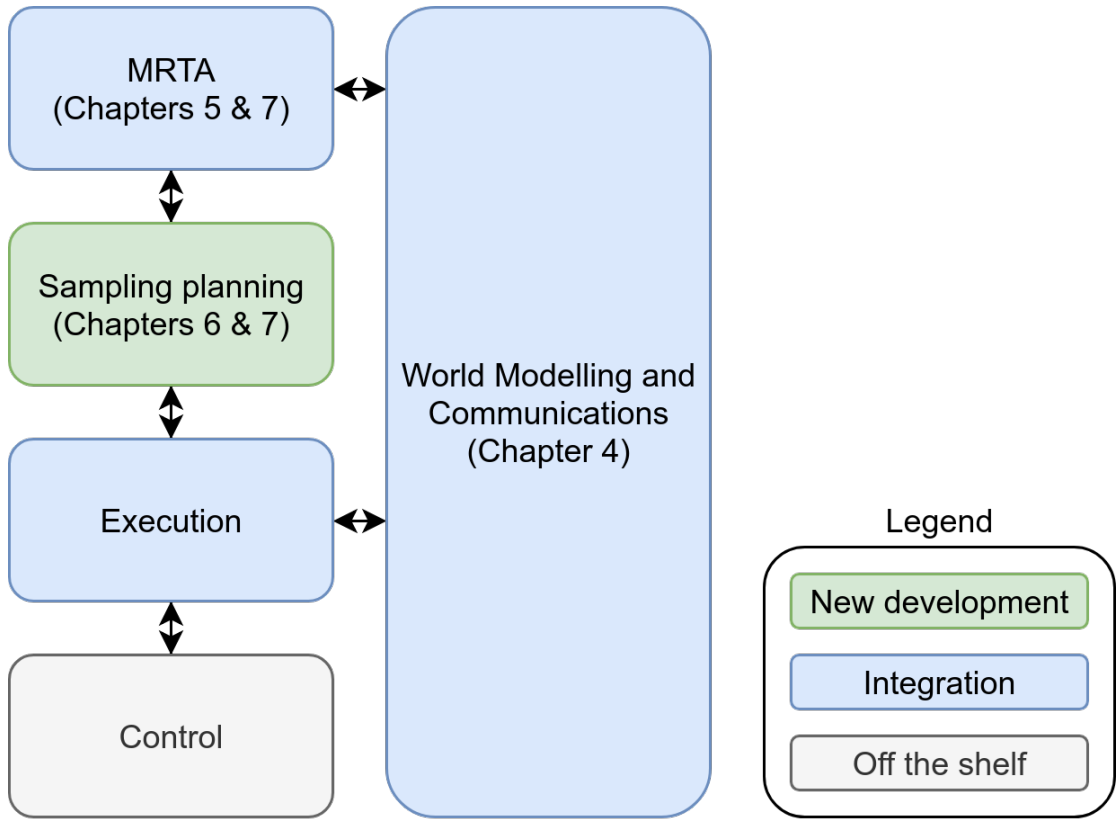 MRTA
(Chapters 5 & 7)
Sampling planning
(Chapters 6 & 7)
Execution
Control
World Modelling and
Communications
(Chapter 4)
Legend
New development
Integration
Off the shelf